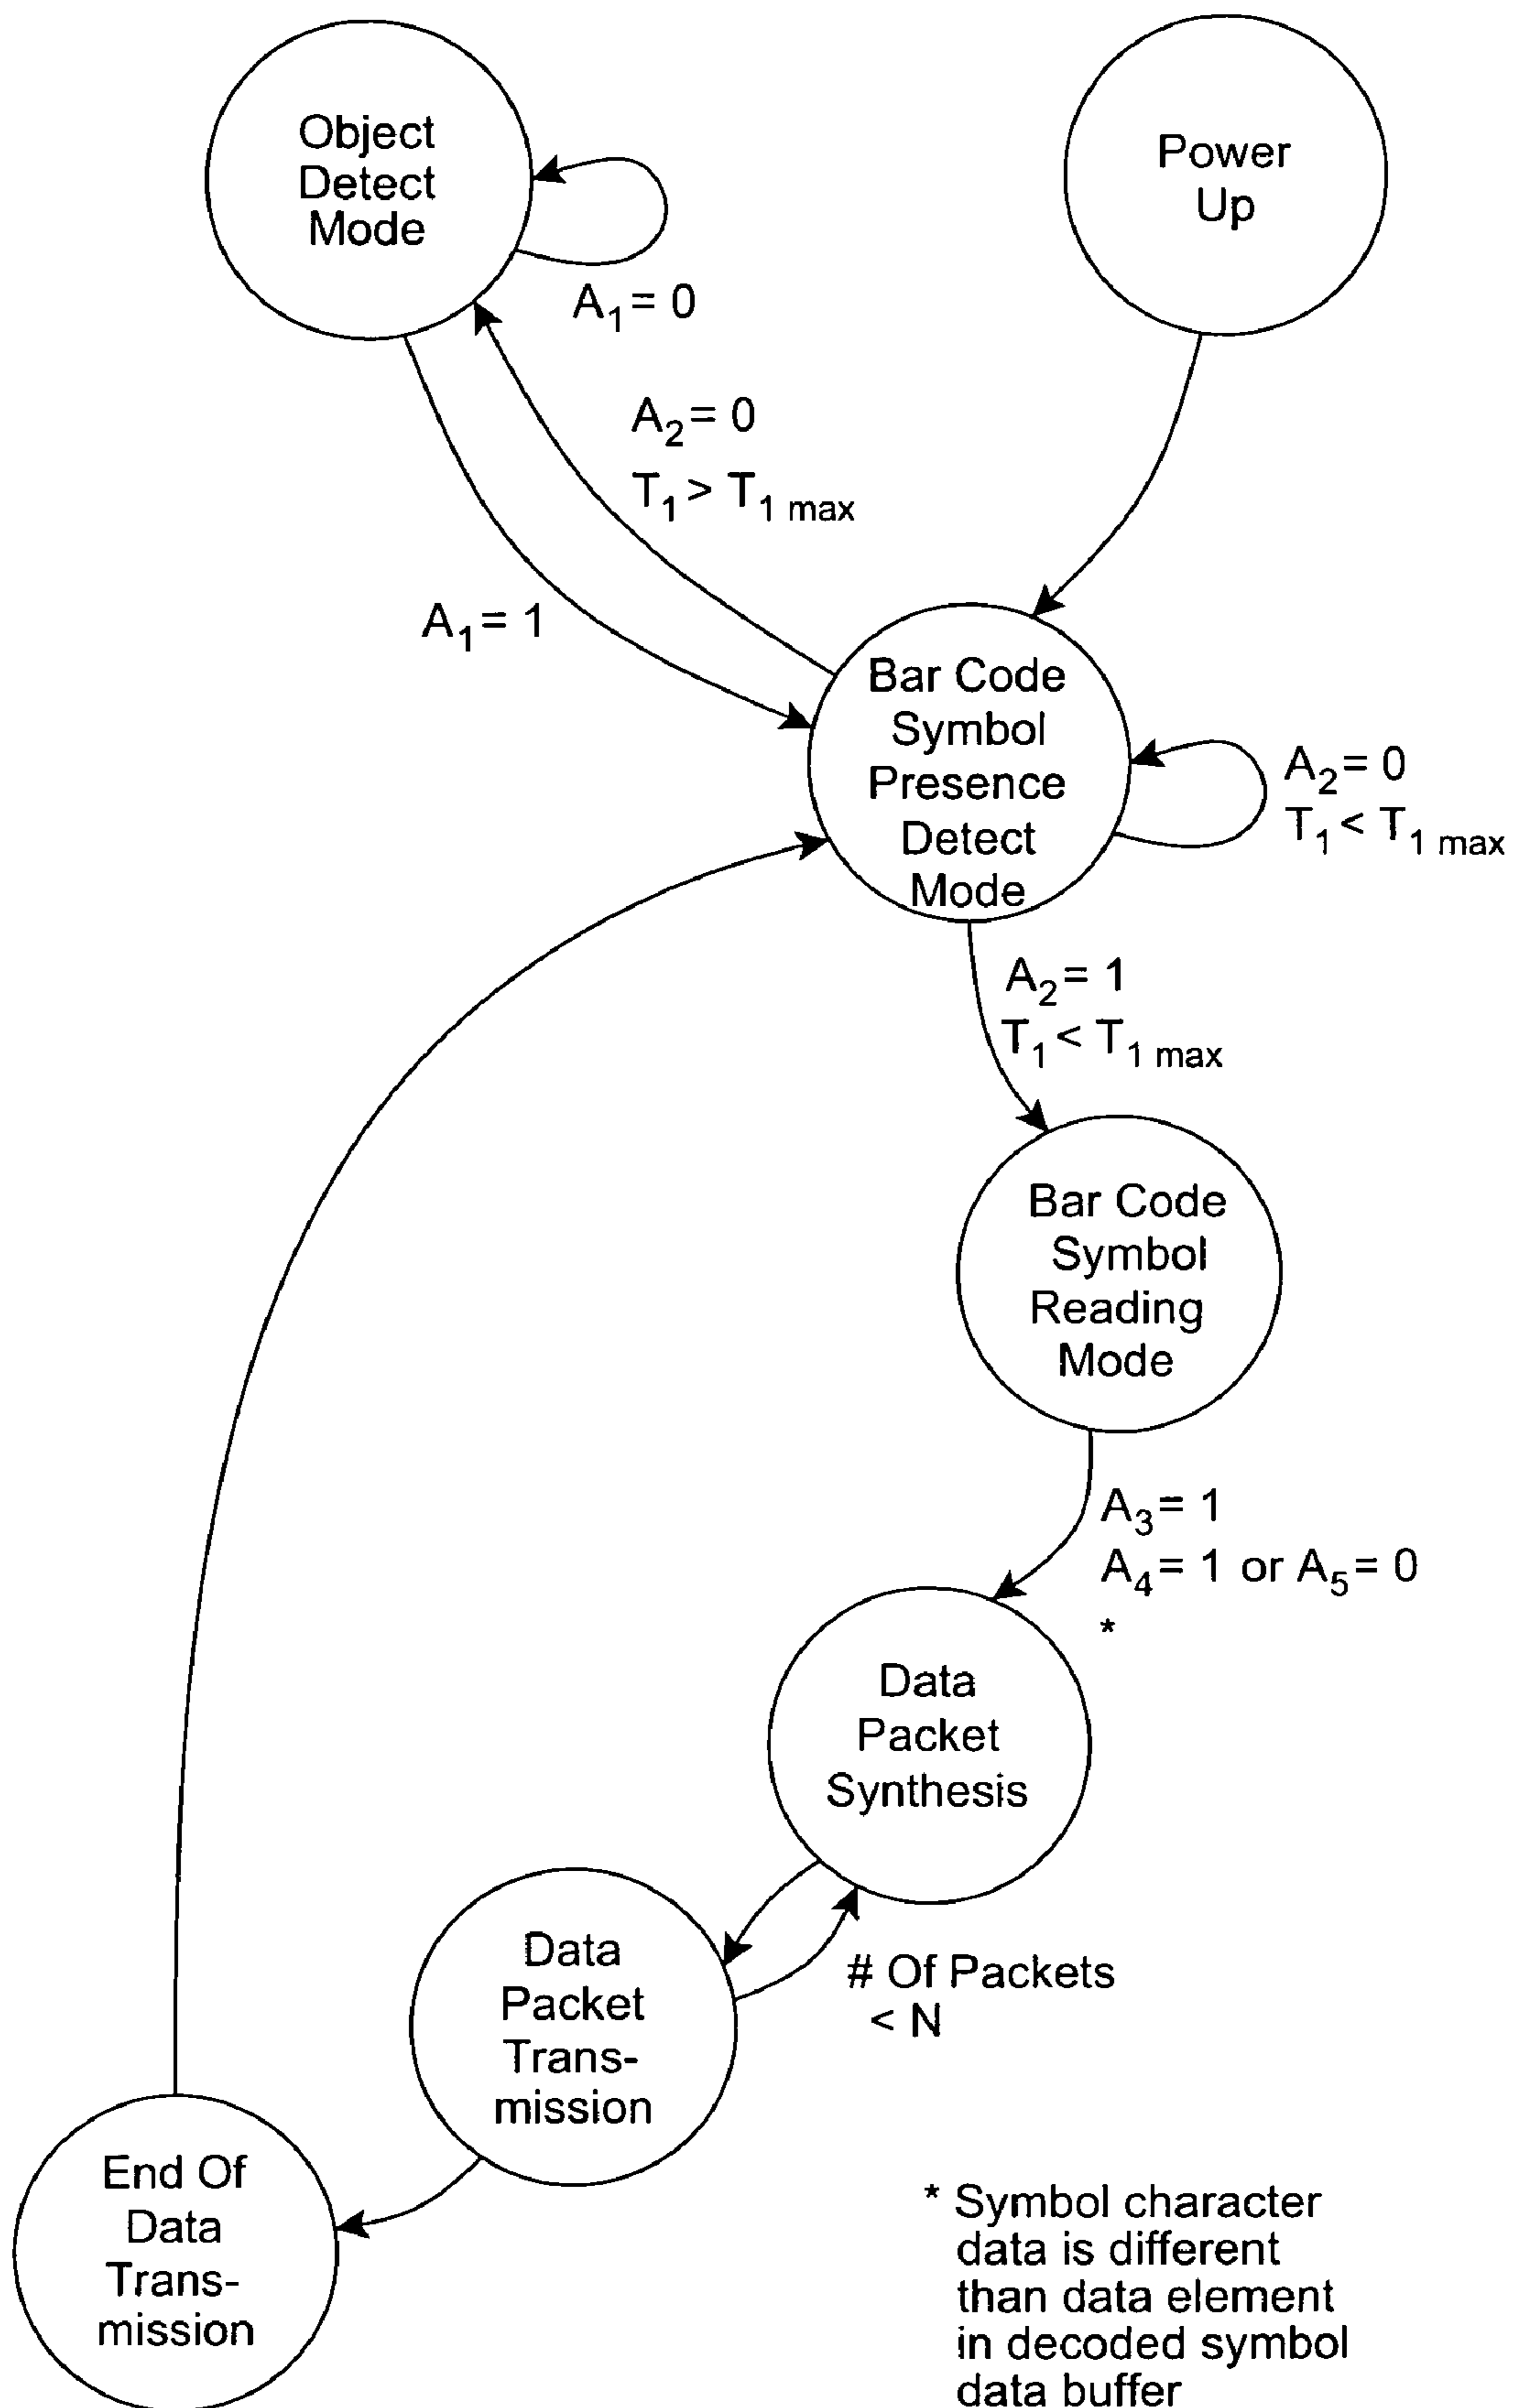 Object
Detect
Mode
Power
Up
A₁ = 0
A₂ = 0
T₁ > T₁ max
A₁ = 1
Bar Code
Symbol
Presence
Detect
Mode
A₂ = 0
T₁ < T₁ max
A₂ = 1
T₁ < T₁ max
Bar Code
Symbol
Reading
Mode
A₃ = 1
A₄ = 1 or A₅ = 0
*
Data
Packet
Synthesis
Data
Packet
Trans-
mission
# Of Packets
< N
End Of
Data
Trans-
mission
* Symbol character
data is different
than data element
in decoded symbol
data buffer